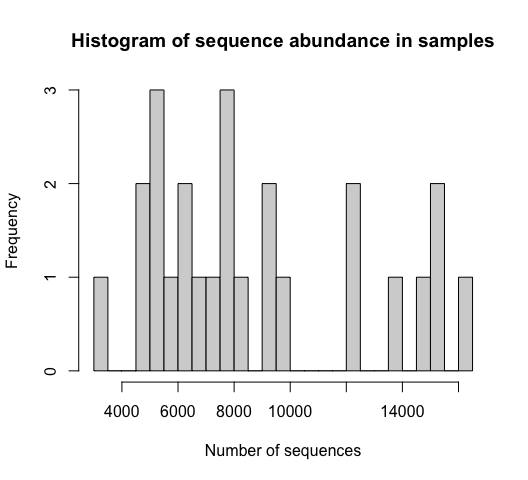 Histogram of sequence abundance in samples
3
2
1
0
Frequency
4000 6000 8000 10000 14000
Number of sequences